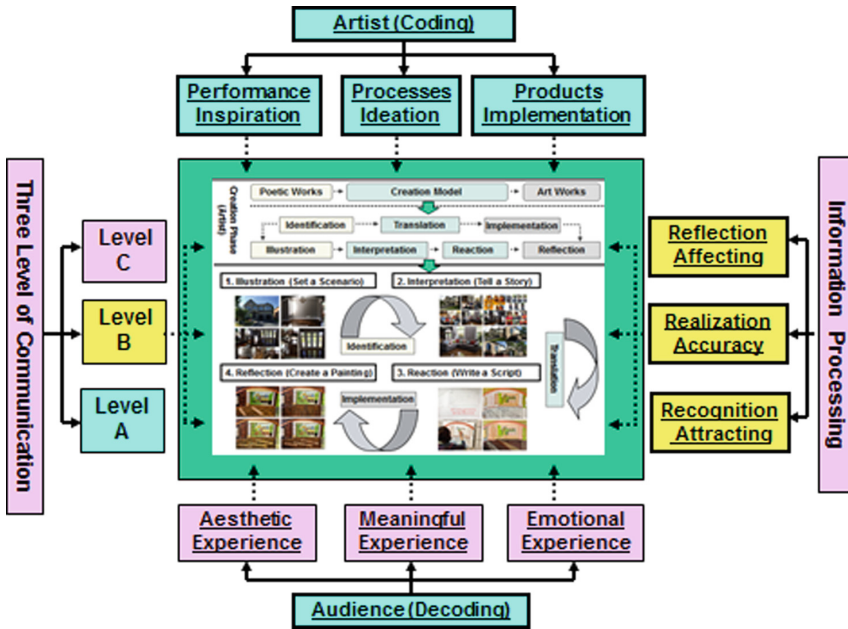 Artist (Coding)
Performance
Inspiration
Processes
Ideation
Products
Implementation
Three Level of Communication
Level
C
Level
B
Level
A
Creation Phase
(Artist)
Poetic Works
Creation Model
Art Works
Identification
Translation
Implementation
Illustration
Interpretation
Reaction
Reflection
1. Illustration (Set a Scenario)
2. Interpretation (Tell a Story)
Identification
Translation
4. Reflection (Create a Painting)
3. Reaction (Write a Script)
Implementation
Reflection
Affecting
Realization
Accuracy
Recognition
Attracting
Information Processing
Aesthetic
Experience
Meaningful
Experience
Emotional
Experience
Audience (Decoding)